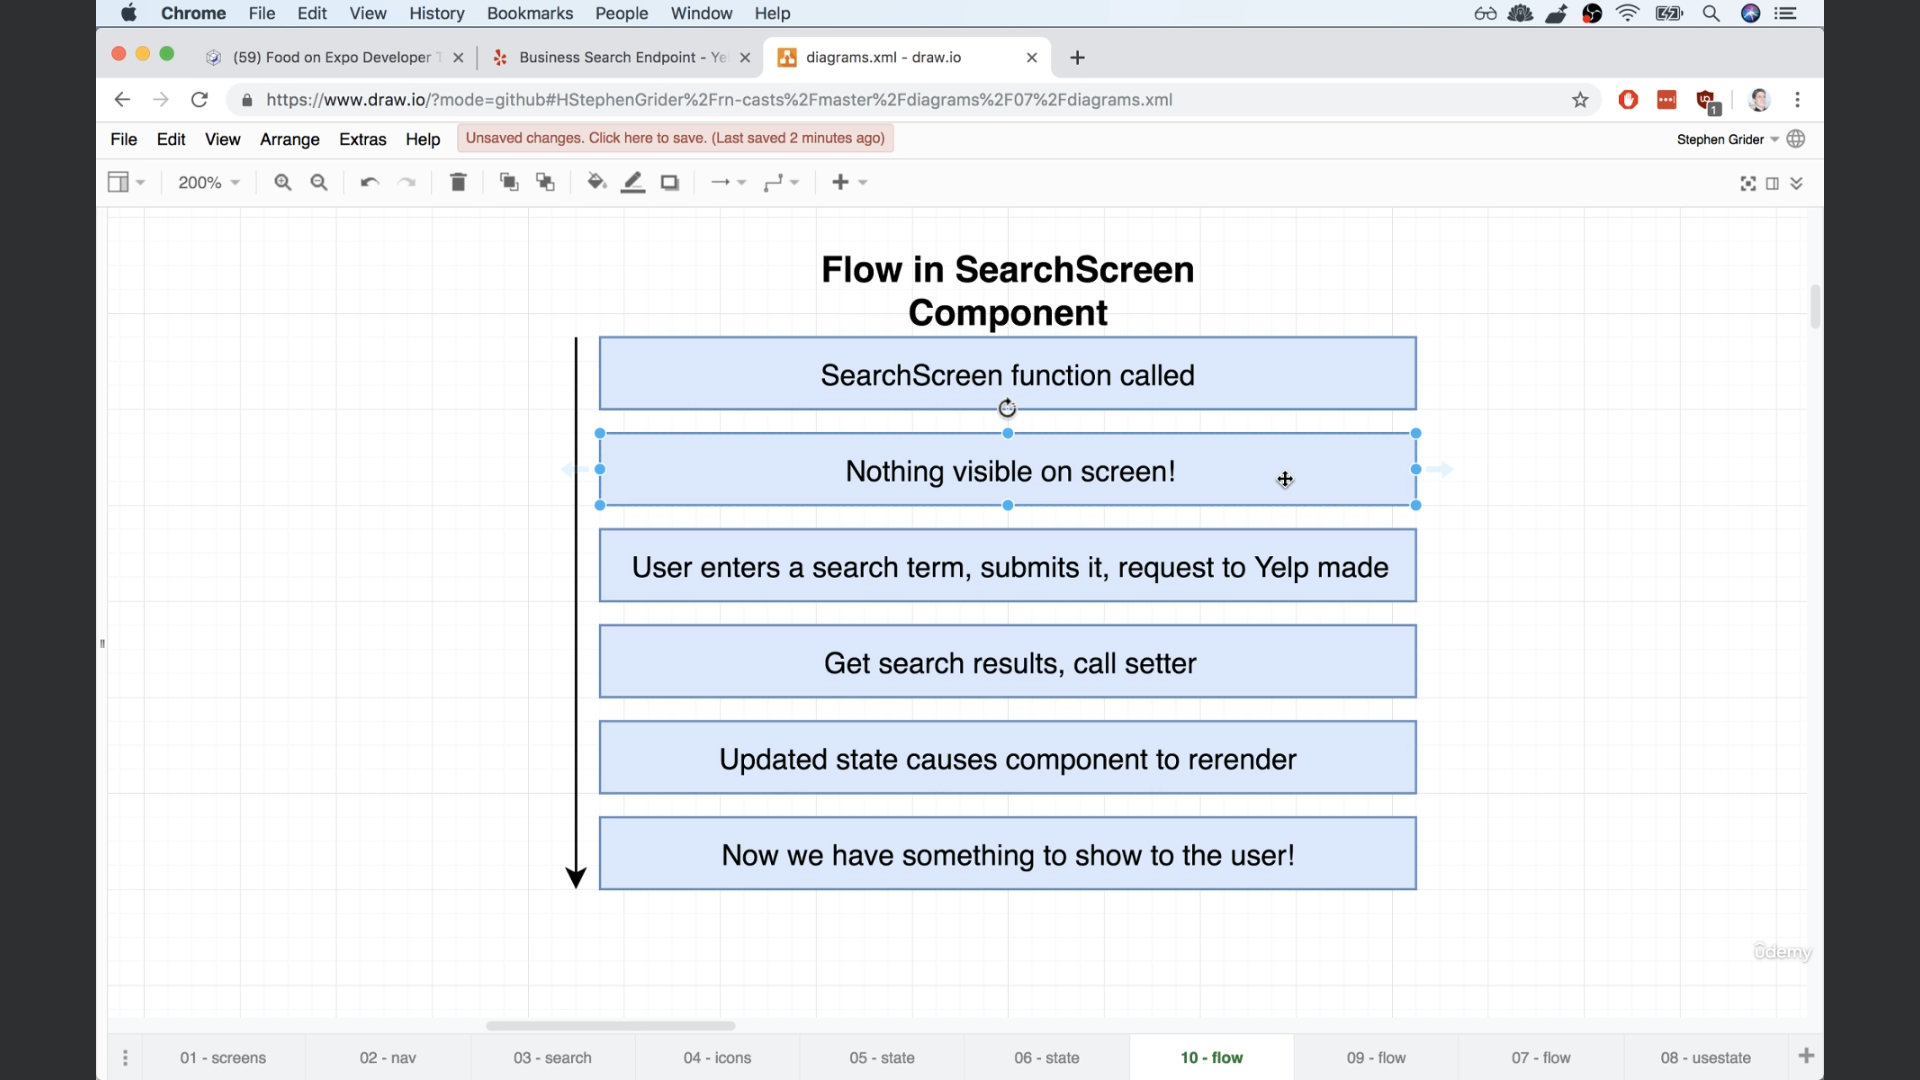 Chrome File Edit View History Bookmarks People Window Help
(59) Food on Expo Developer T
Business Search Endpoint - Ye
diagrams.xml - draw.io
https://www.draw.io/?mode=github#HStephenGrider%2Frn-casts%2Fmaster%2Fdiagrams%2F07%2Fdiagrams.xml
1
File Edit View Arrange Extras Help
Unsaved changes. Click here to save. (Last saved 2 minutes ago)
Stephen Grider
200%
Flow in SearchScreen
Component
SearchScreen function called
Nothing visible on screen!
User enters a search term, submits it, request to Yelp made
Get search results, call setter
Updated state causes component to rerender
Now we have something to show to the user!
ûdemy
01 - screens
02 - nav
03 - search
04 - icons
05 - state
06 - state
10 - flow
09 - flow
07 - flow
08 - usestate